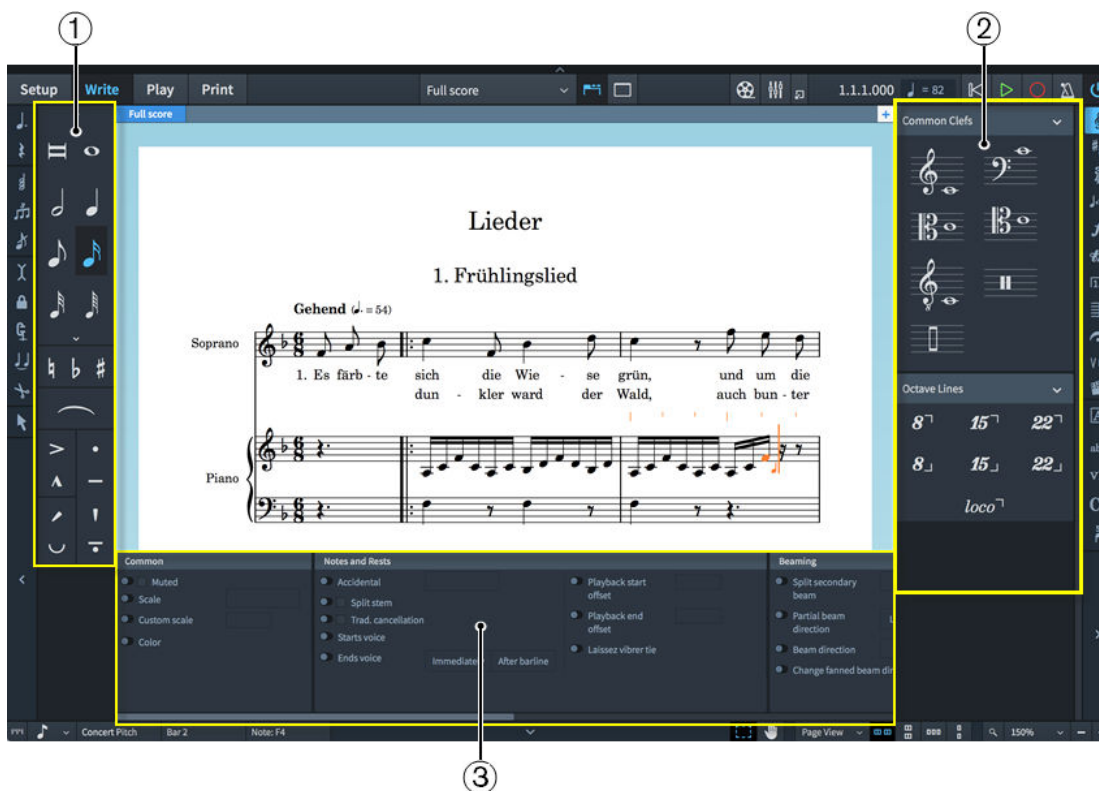 1
2
Setup Write Play Print Full score 1.1.1.000 = 82
Full score + Common Clefs
Lieder
1. Frühlingslied
Gehend ( = 54)
Soprano
1. Es färb - te sich die Wie - se grün, und um die
dun - kler ward der Wald, auch bun - ter
Octave Lines
8 15 22
8 15 22
loco
Piano
Common Notes and Rests Beaming
Muted Accidental Playback start offset Split secondary beam
Scale Split stem
Custom scale Trad. cancellation Playback end offset Partial beam direction
Color Starts voice Laissez vibrer tie Beam direction
Ends voice Immediately After barline Change fanned beam dir
Concert Pitch Bar 2 Note: F4 Page View 150%
3